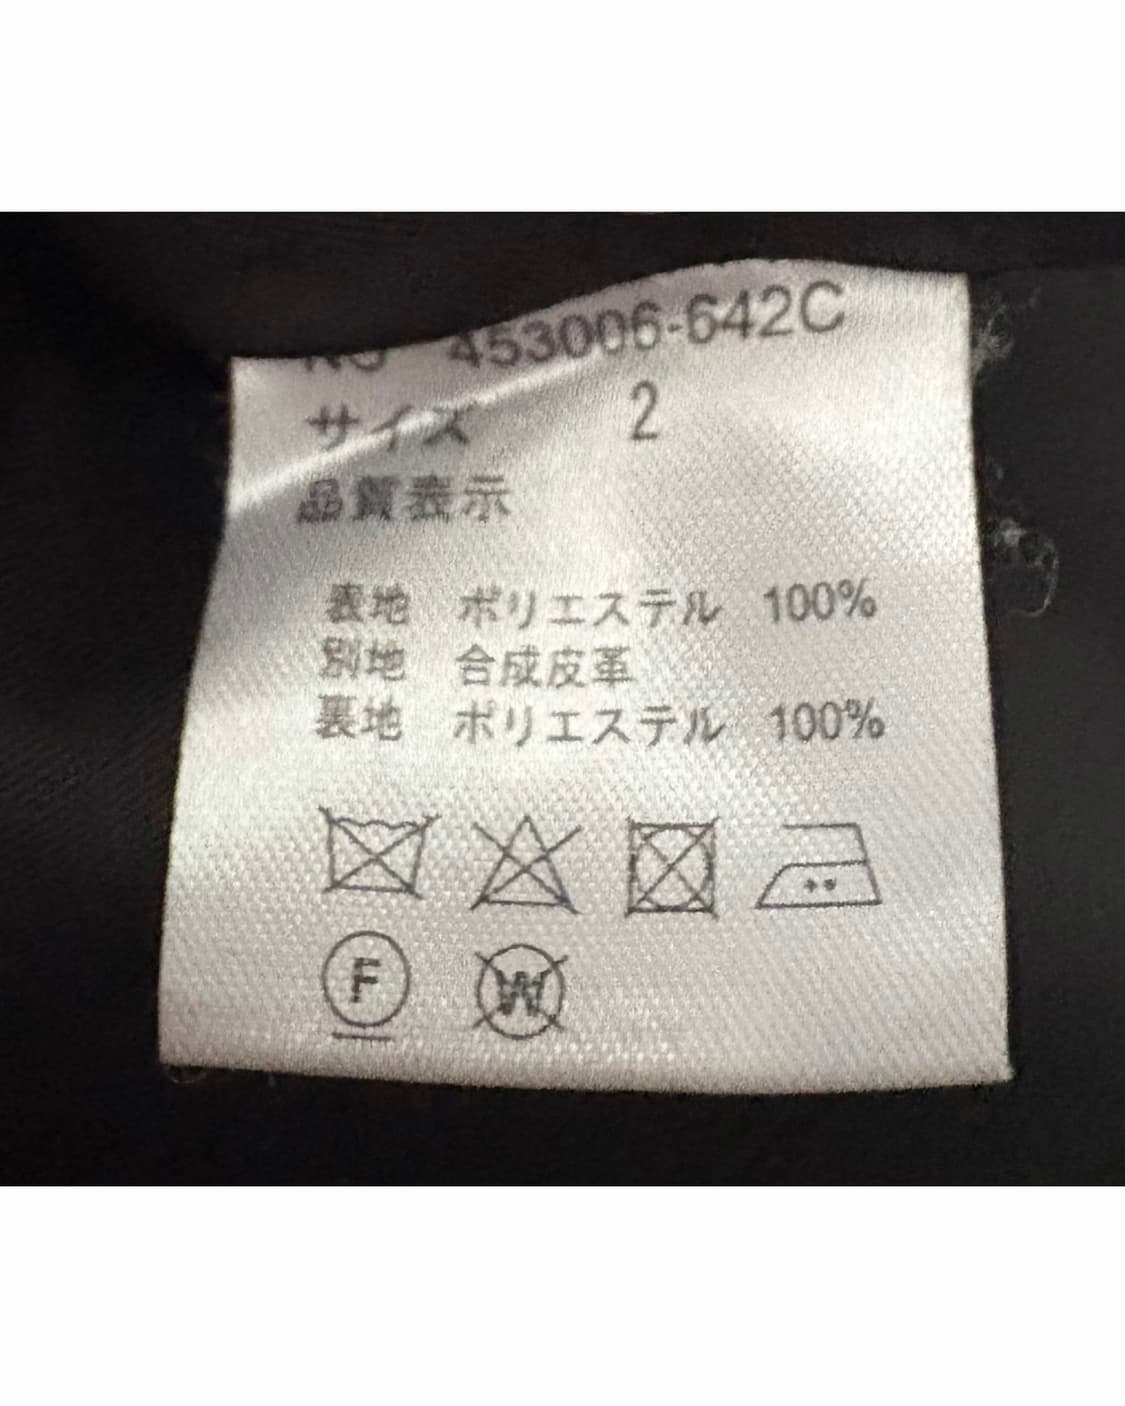 No 453006-642C
サイズ 2
品質表示
表地 ポリエステル 100%
別地 合成皮革
裏地 ポリエステル 100%
F
W